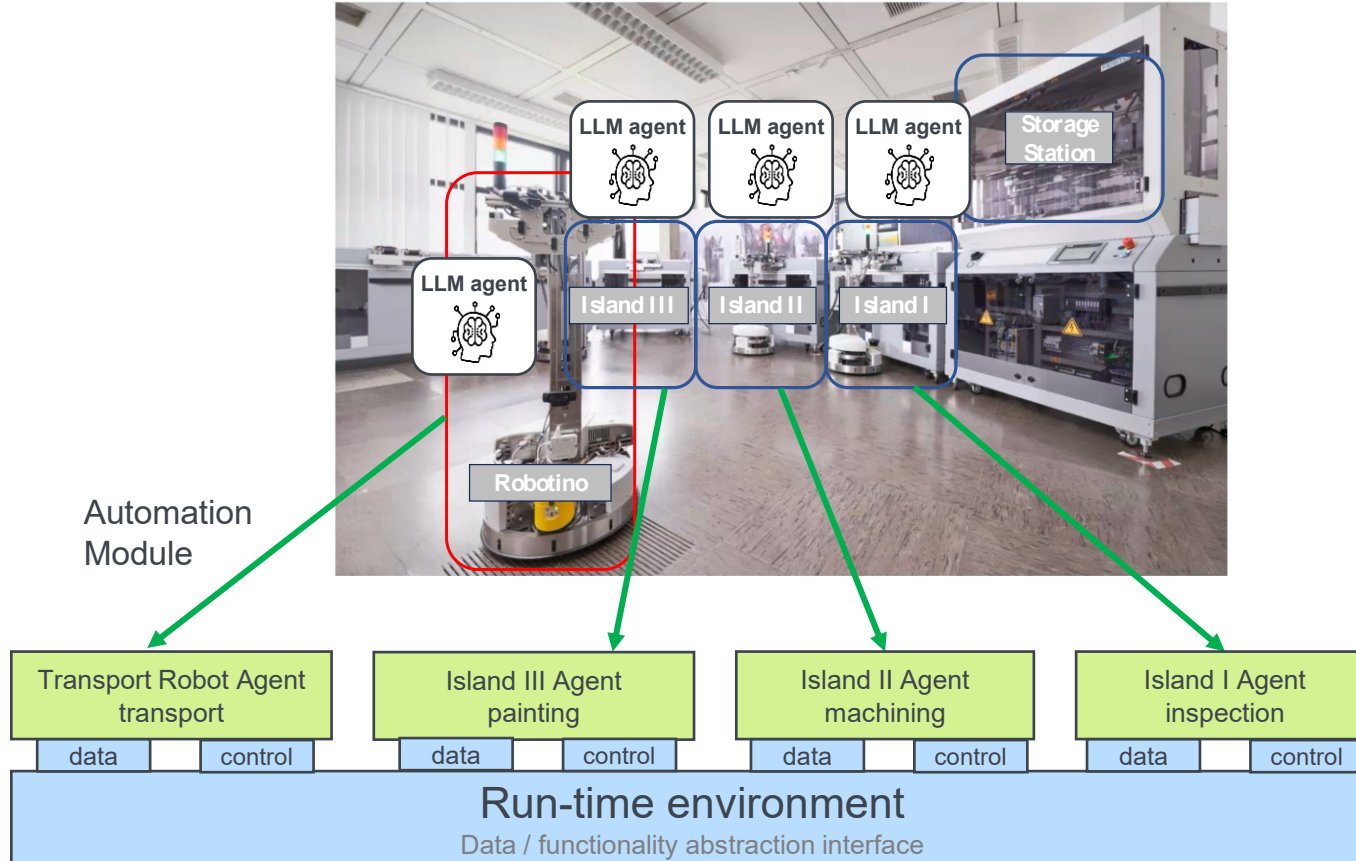 LLM agent
LLM agent
LLM agent
Storage
Station
LLM agent
Island III
Island II
Island I
Robotino
Automation
Module
Transport Robot Agent
transport
Island III Agent
painting
Island II Agent
machining
Island I Agent
inspection
data
control
data
control
data
control
data
control
Run-time environment
Data / functionality abstraction interface